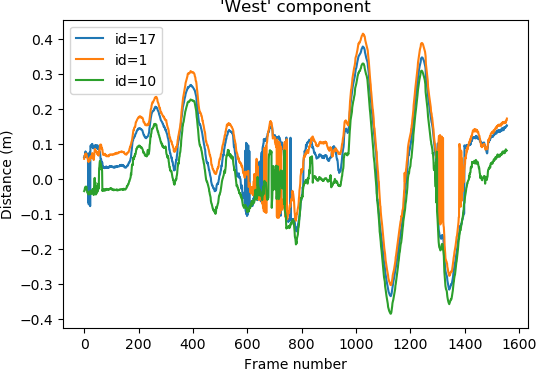 'West' component
id=17
id=1
id=10
Distance (m)
0.4
0.3
0.2
0.1
0.0
−0.1
−0.2
−0.3
−0.4
0 200 400 600 800 1000 1200 1400 1600
Frame number